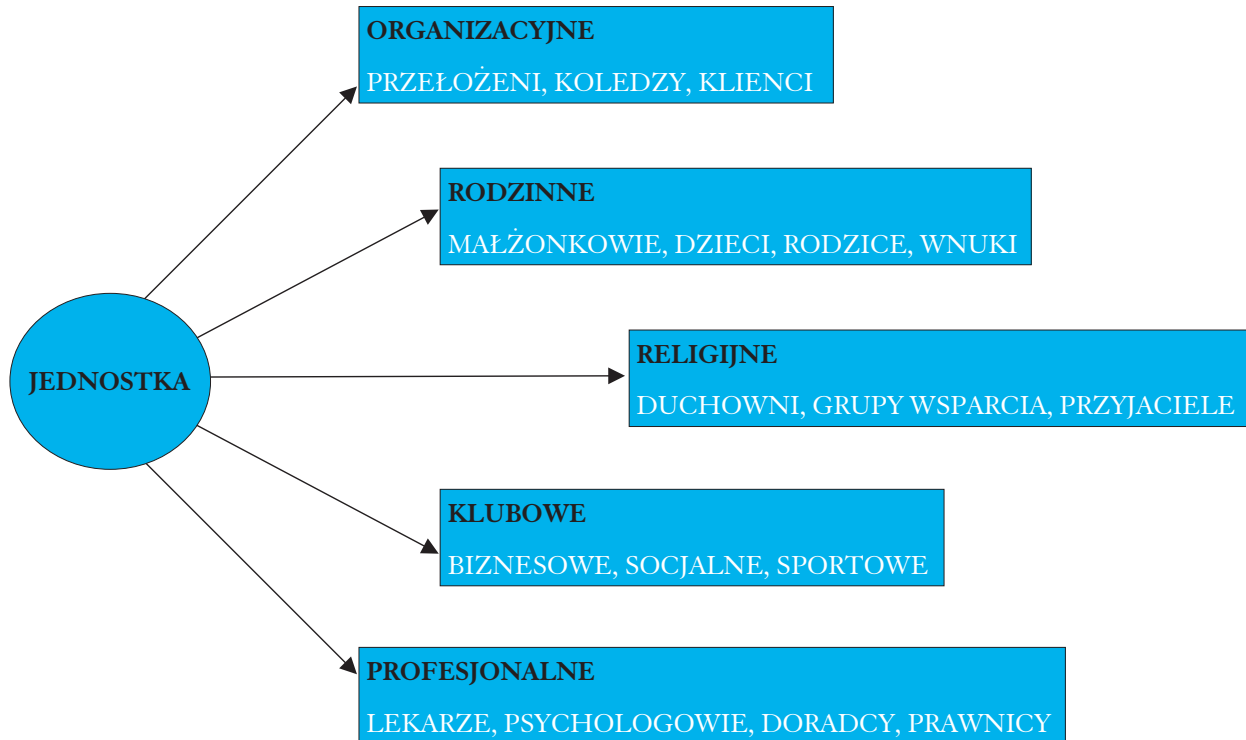 ORGANIZACYJNE
PRZEŁOŻENI, KOLEDZY, KLIENCI
RODZINNE
MAŁŻONKOWIE, DZIECI, RODZICE, WNUKI
JEDNOSTKA
RELIGIJNE
DUCHOWNI, GRUPY WSPARCIA, PRZYJACIELE
KLUBOWE
BIZNESOWE, SOCJALNE, SPORTOWE
PROFESJONALNE
LEKARZE, PSYCHOLOGOWIE, DORADCY, PRAWNICY